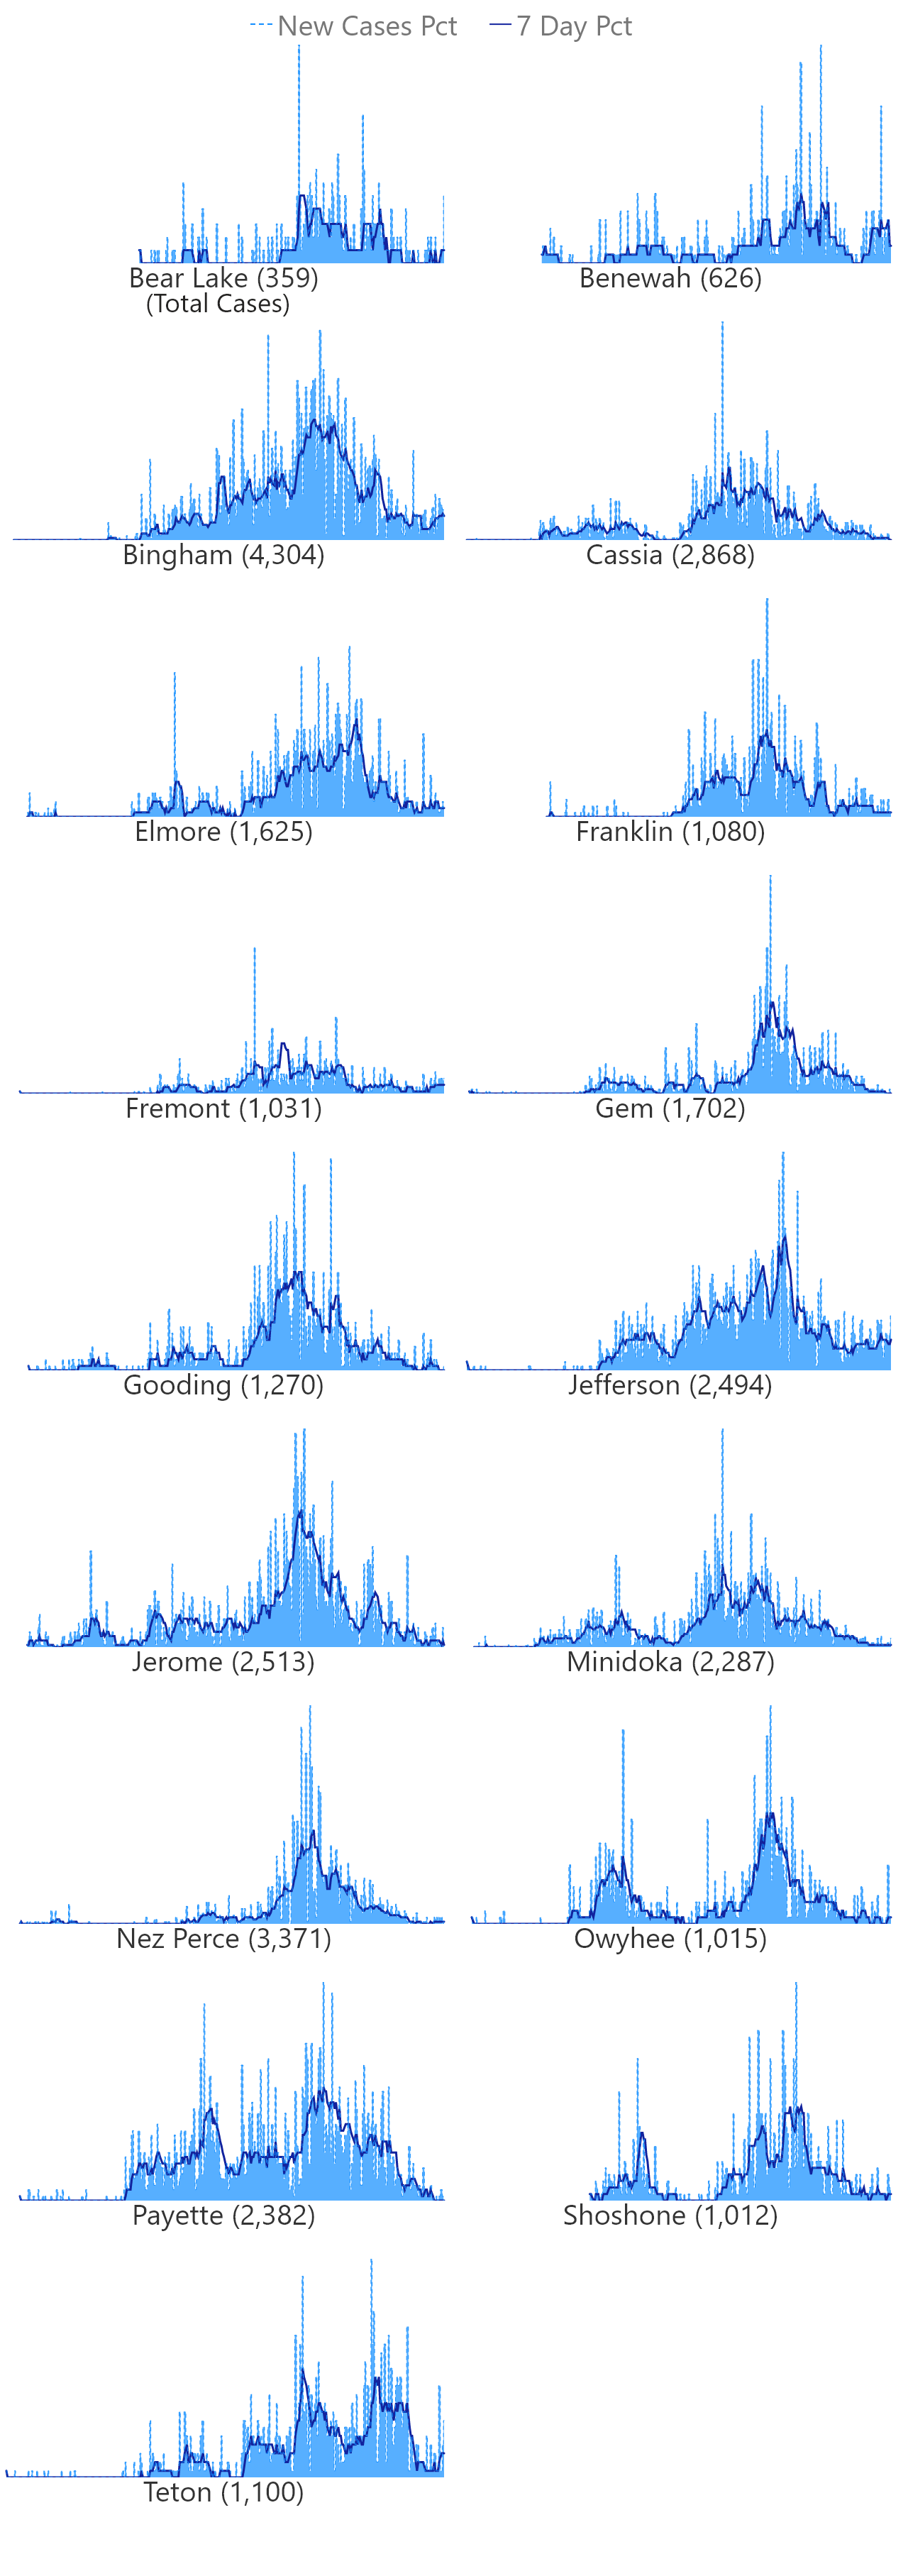 New Cases Pct 7 Day Pct
Bear Lake (359) Benewah (626)
(Total Cases)
Bingham (4,304) Cassia (2,868)
Elmore (1,625) Franklin (1,080)
Fremont (1,031) Gem (1,702)
Gooding (1,270) Jefferson (2,494)
Jerome (2,513) Minidoka (2,287)
Nez Perce (3,371) Owyhee (1,015)
Payette (2,382) Shoshone (1,012)
Teton (1,100)